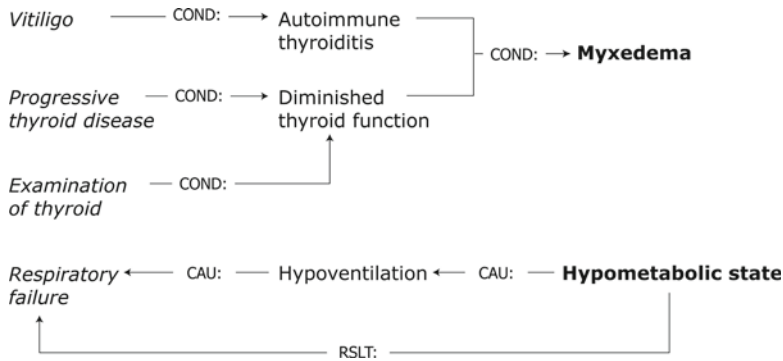 Vitiligo COND: Autoimmune
thyroiditis
COND: Myxedema
Progressive COND: Diminished
thyroid disease thyroid function
Examination COND:
of thyroid
Respiratory CAU: Hypoventilation CAU: Hypometabolic state
failure
RSLT: